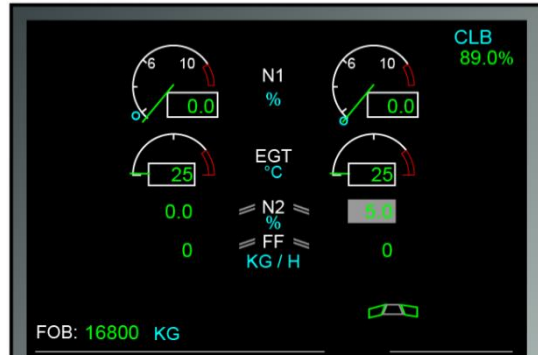 CLB
89.0%
6 10 N1 6 10
0.0 % 0.0
EGT
25 °C 25
0.0 N2 5.0
%
0 FF 0
KG / H
FOB: 16800 KG